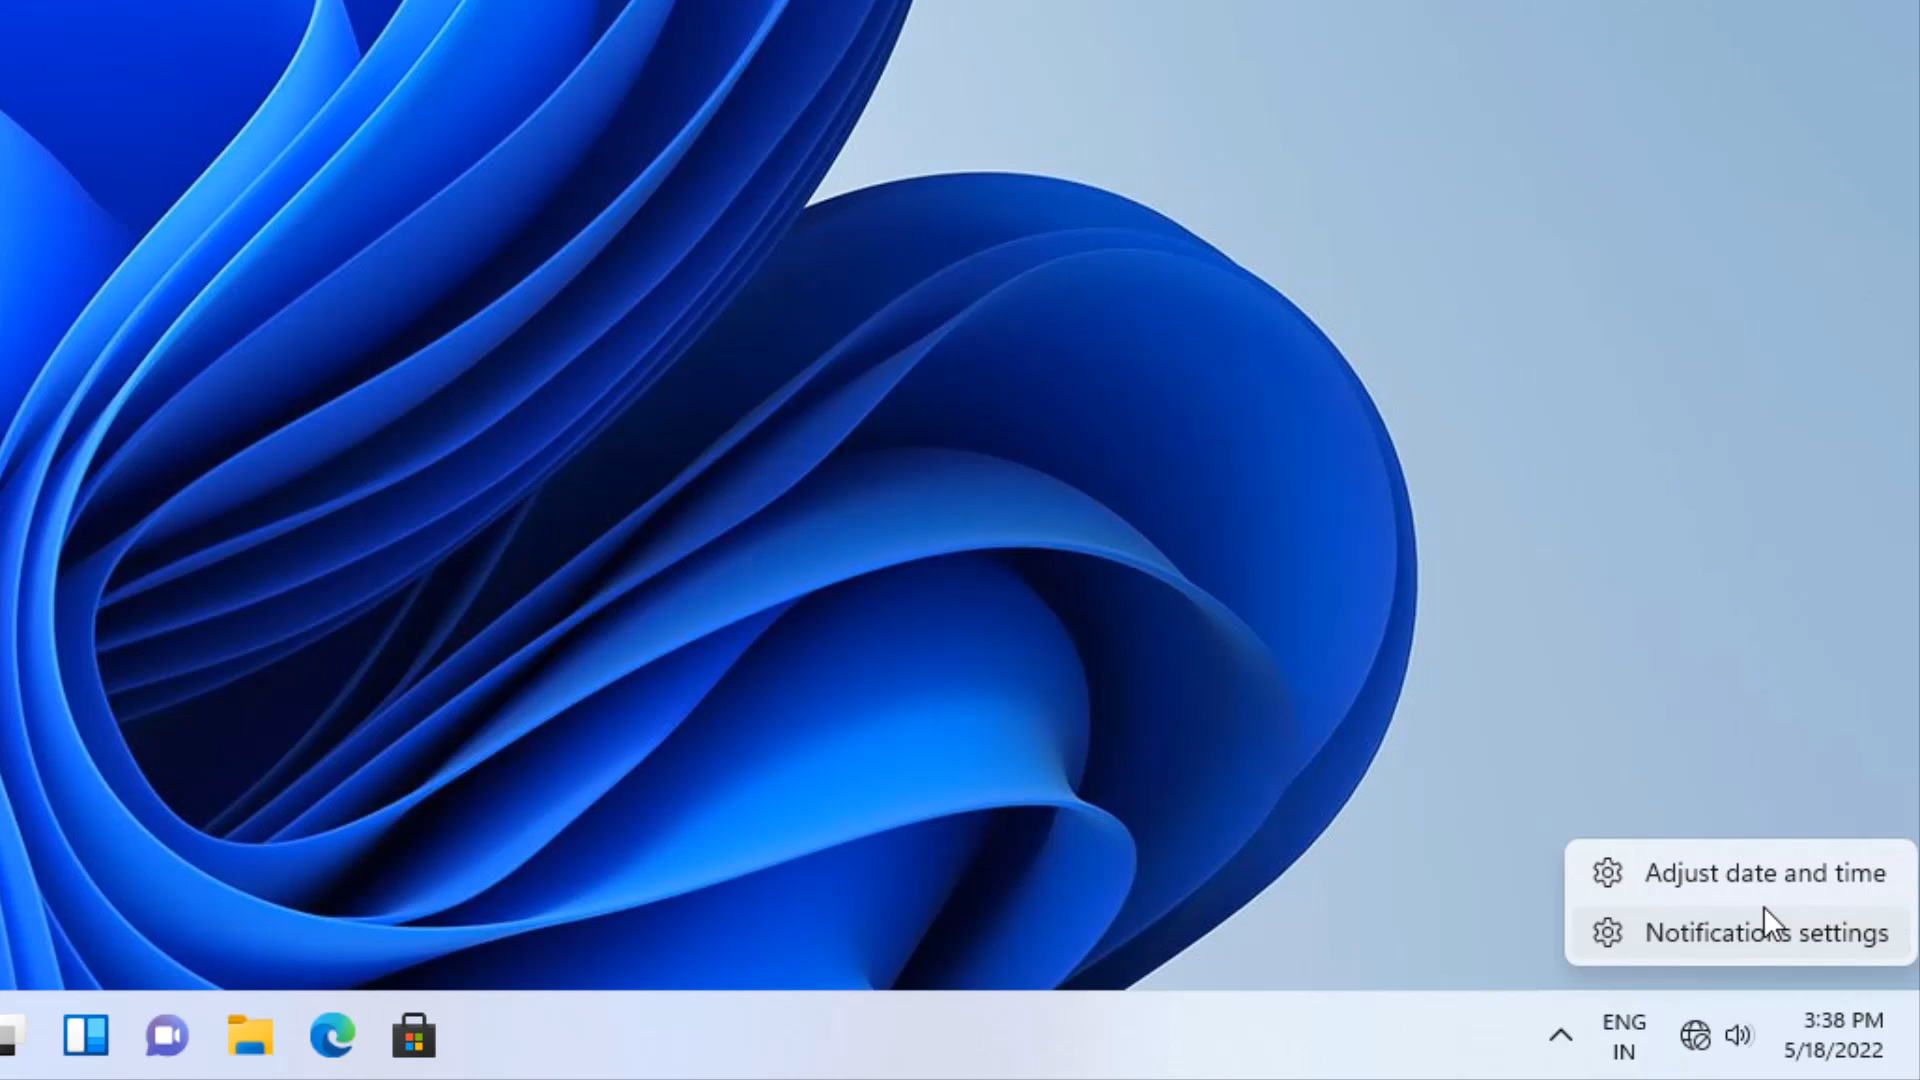 Adjust date and time
Notifications settings
ENG
IN
3:38 PM
5/18/2022